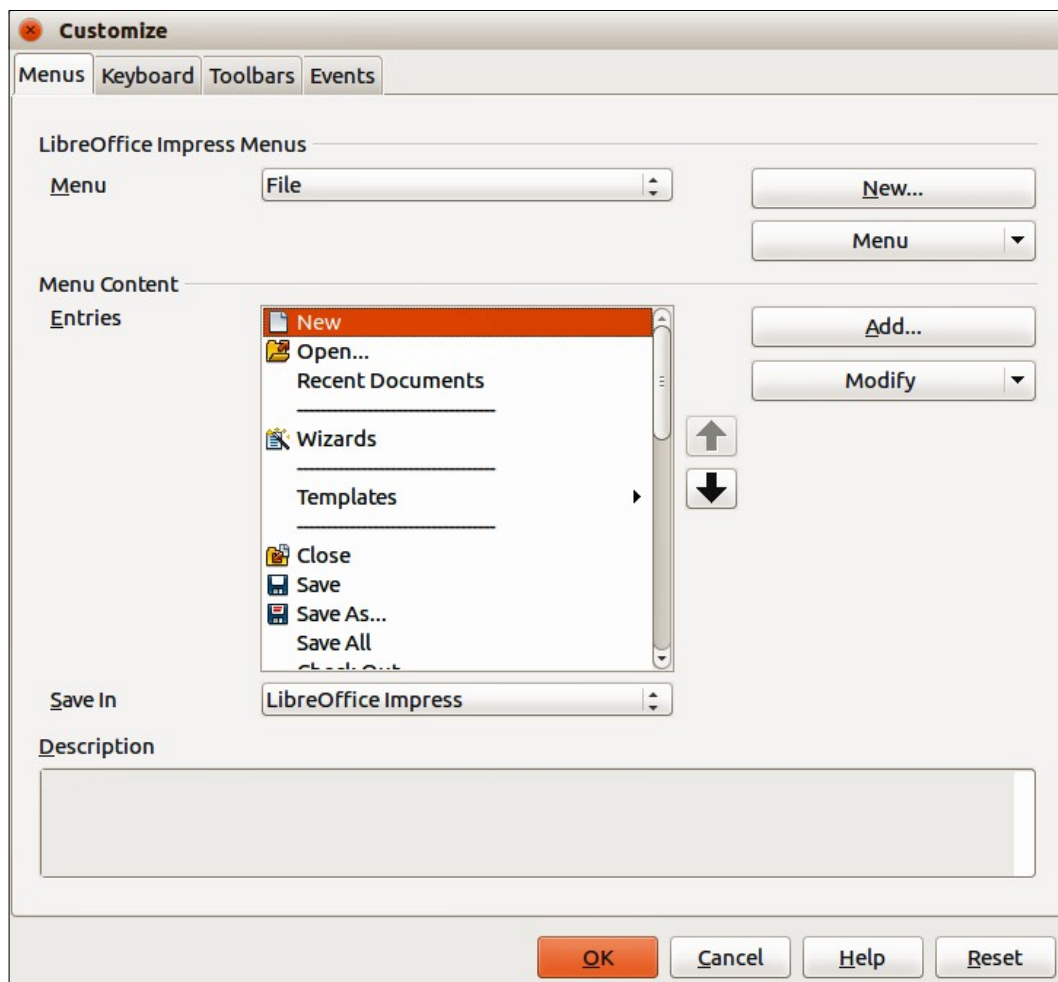 Customize
Menus Keyboard Toolbars Events
LibreOffice Impress Menus
Menu File New...
Menu
Menu Content
Entries New Add...
Open...
Recent Documents Modify
Wizards
Templates
Close
Save
Save As...
Save All
Check Out
Save In LibreOffice Impress
Description
OK Cancel Help Reset